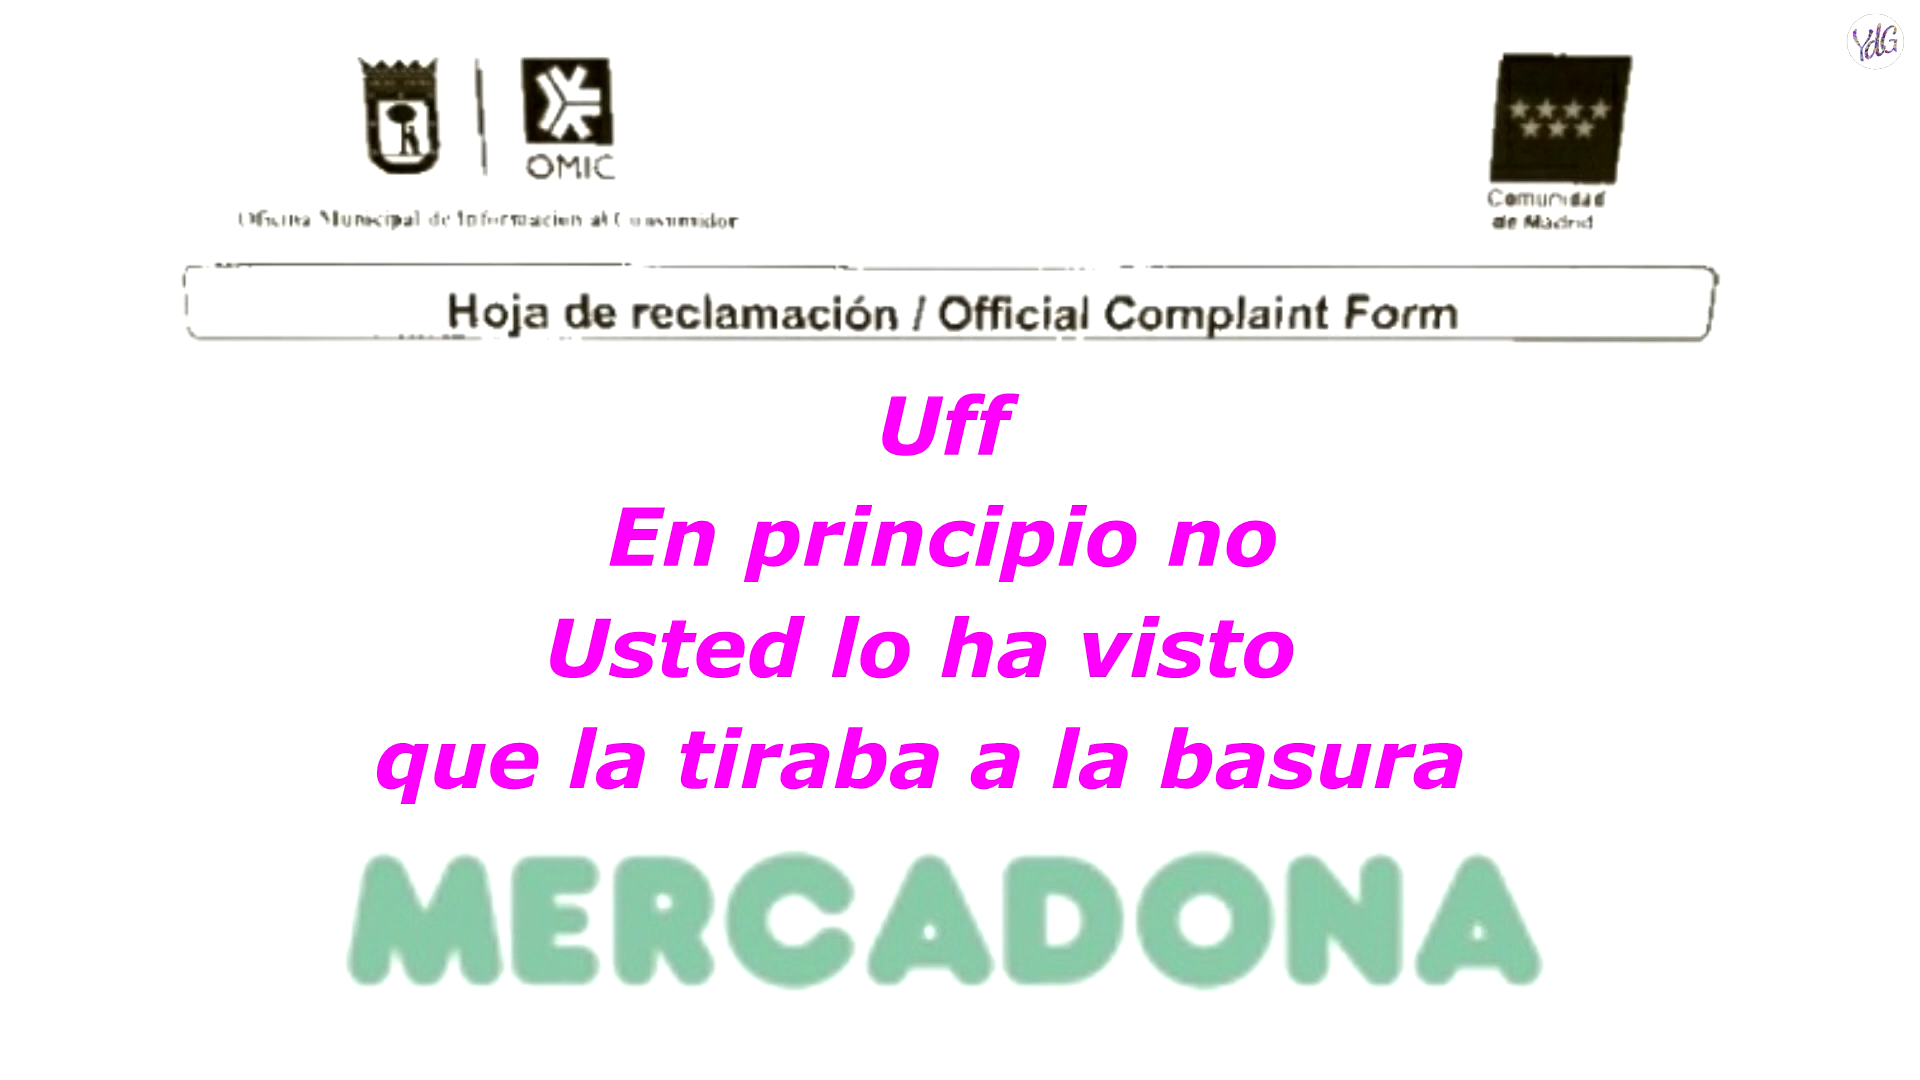 YdG
OMIC
Oficina Municipal de Información al Consumidor
Comunidad
de Madrid
Hoja de reclamación / Official Complaint Form
Uff
En principio no
Usted lo ha visto
que la tiraba a la basura
MERCADONA